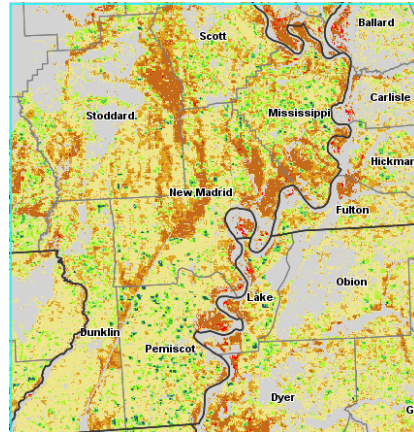 Ballard
Scott
Carlisle
Stoddard
Mississippi
Hickman
New Madrid
Fulton
Obion
Lake
Dunklin
Pemiscot
Dyer
G